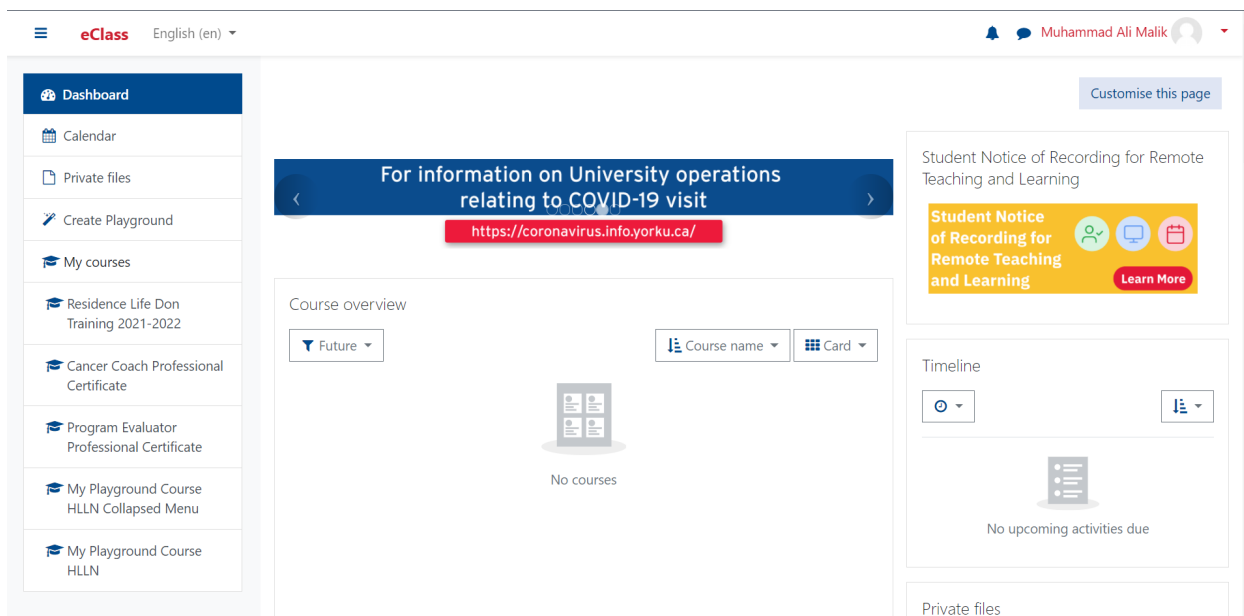 eClass
English (en)
Muhammad Ali Malik
Dashboard
Calendar
Private files
Create Playground
My courses
Residence Life Don
Training 2021-2022
Cancer Coach Professional
Certificate
Program Evaluator
Professional Certificate
My Playground Course
HLLN Collapsed Menu
My Playground Course
HLLN
Customise this page
For information on University operations
relating to COVID-19 visit
https://coronavirus.info.yorku.ca/
Course overview
Future
Course name
Card
No courses
Student Notice of Recording for Remote
Teaching and Learning
Student Notice
of Recording for
Remote Teaching
and Learning
Learn More
Timeline
No upcoming activities due
Private files